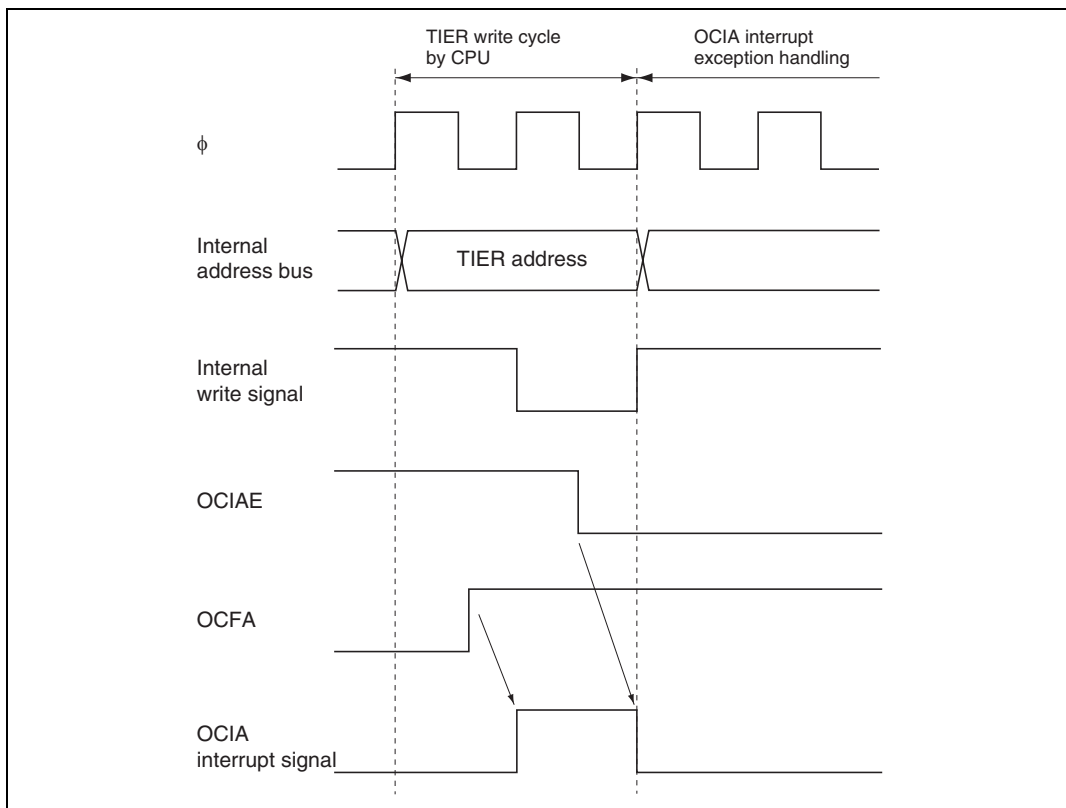 TIER write cycle
by CPU
OCIA interrupt
exception handling
ϕ
Internal
address bus
TIER address
Internal
write signal
OCIAE
OCFA
OCIA
interrupt signal